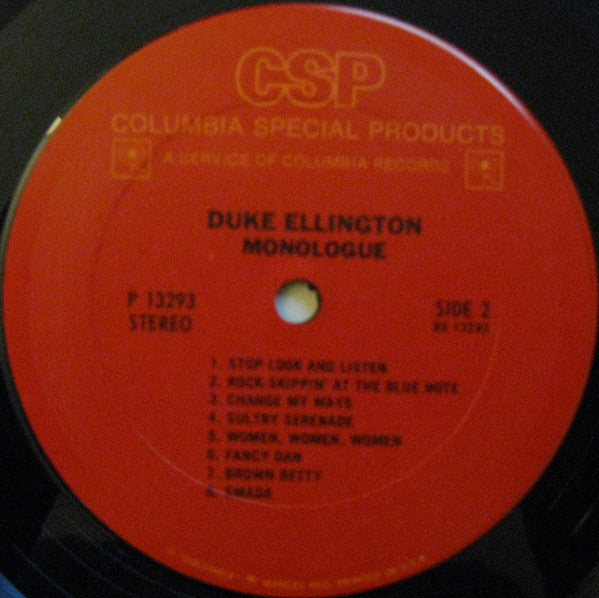 CSP
COLUMBIA SPECIAL PRODUCTS
A SERVICE OF COLUMBIA RECORDS
DUKE ELLINGTON
MONOLOGUE
P 13293
STEREO
SIDE 2
1. STOP LOOK AND LISTEN
2. ROCK-SKIPPIN' AT THE BLUE NOTE
3. CHANGE MY WAYS
4. SULTRY SERENADE
5. WOMEN, WOMEN, WOMEN
6. FANCY DAN
7. BROWN BETTY
8. SMADA